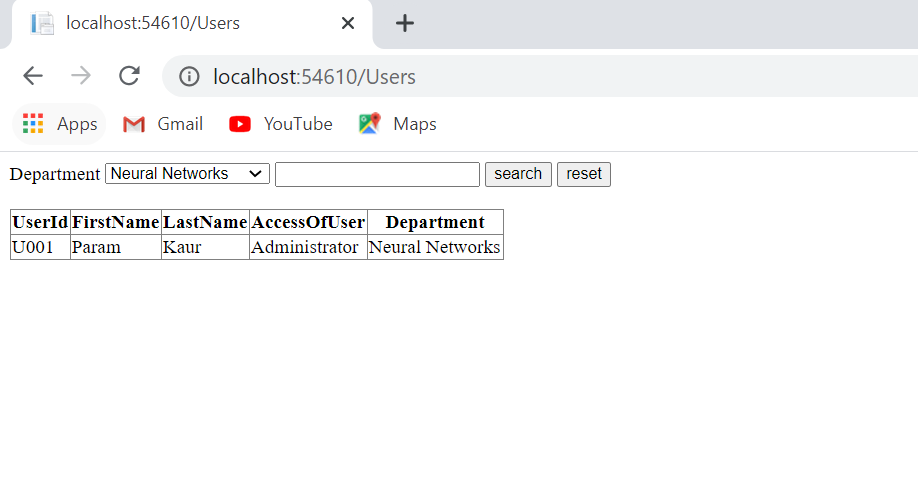 localhost:54610/Users
localhost:54610/Users
Apps Gmail YouTube Maps
Department Neural Networks search reset
UserId FirstName LastName AccessOfUser Department
U001 Param Kaur Administrator Neural Networks